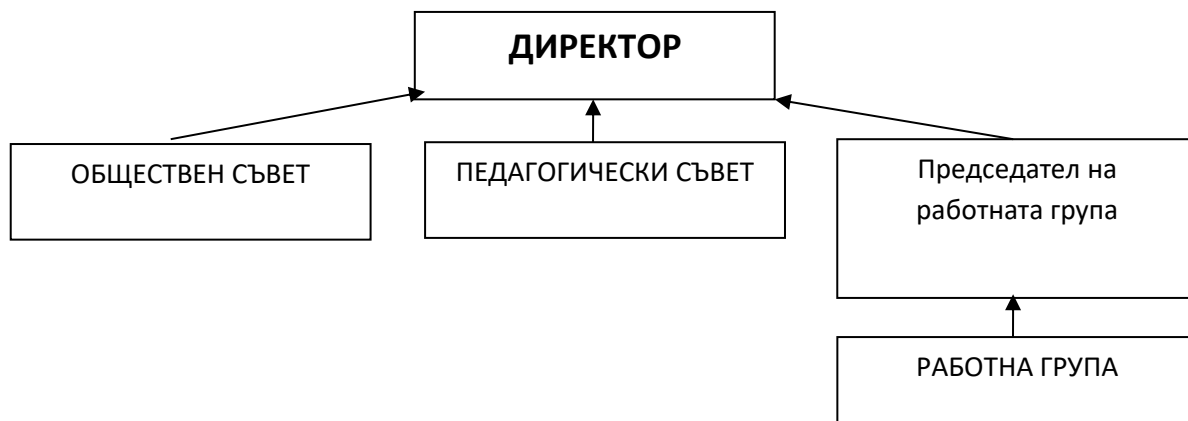 ДИРЕКТОР
ОБЩЕСТВЕН СЪВЕТ
ПЕДАГОГИЧЕСКИ СЪВЕТ
Председател на
работната група
РАБОТНА ГРУПА